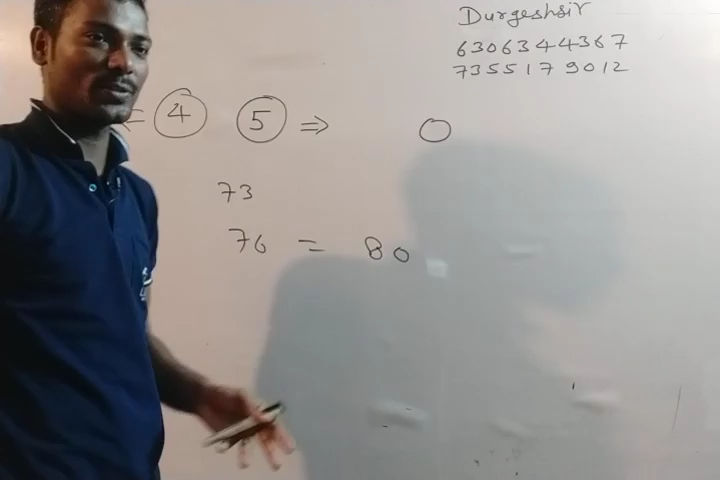 Durgeshsir
6306344367
7355179012
= 4 5 ⇒ 0
73
76 = 80